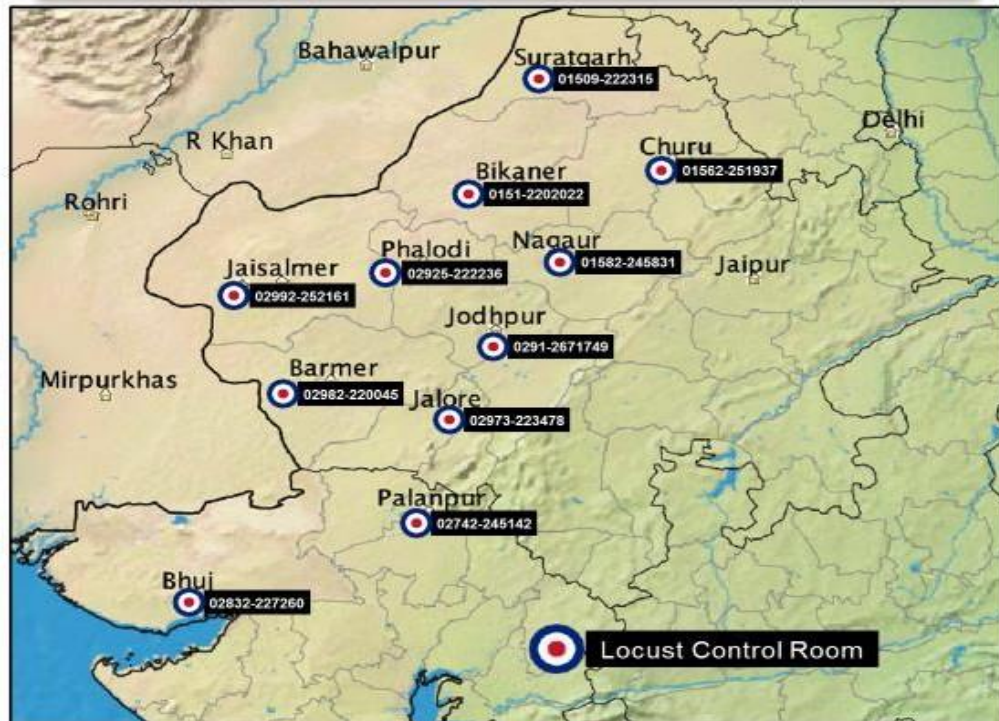 Bahawalpur
Suratgarh
01509-222315
Delhi
R Khan
Churu
01562-251937
Bikaner
0151-2202022
Rohri
Nagaur
01582-245831
Phalodi
02925-222236
Jaisalmer
02992-252161
Jaipur
Jodhpur
0291-2671749
Barmer
02982-220045
Mirpurkhas
Jalore
02973-223478
Palanpur
02742-245142
Bhuj
02832-227260
Locust Control Room